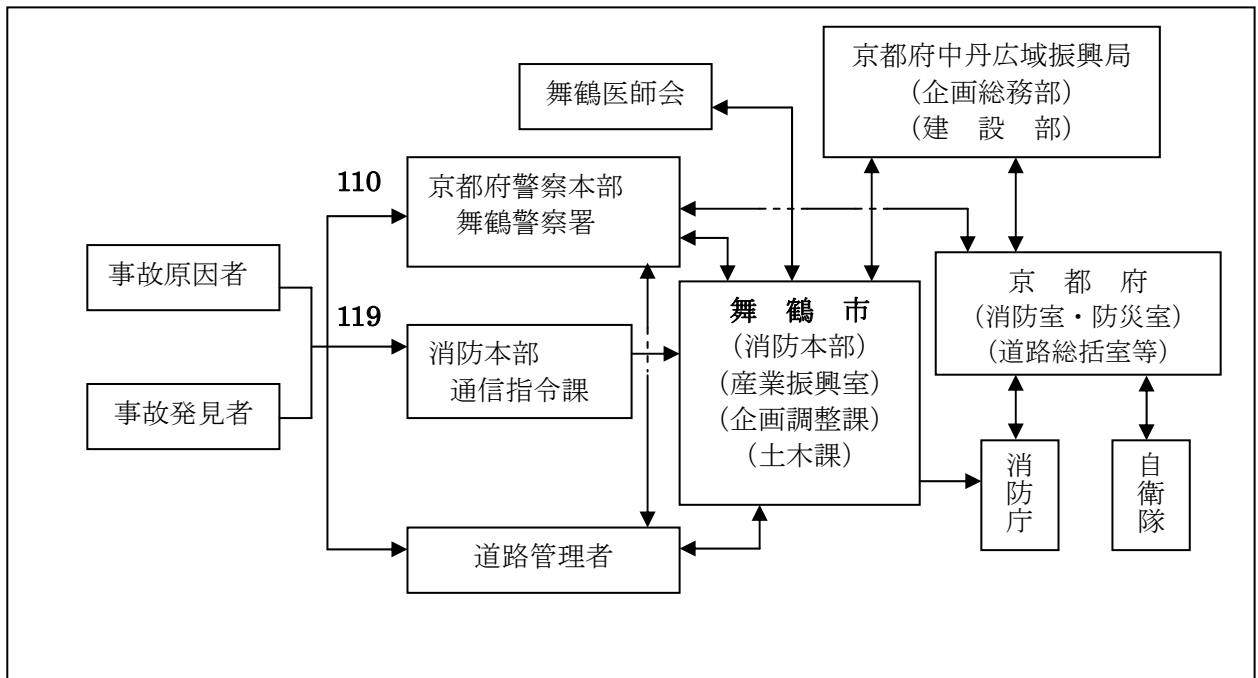 京都府中丹広域振興局
(企画総務部)
(建　設　部)
舞鶴医師会
110
京都府警察本部
舞鶴警察署
事故原因者
119
消防本部
通信指令課
事故発見者
舞　鶴　市
(消防本部)
(産業振興室)
(企画調整課)
(土木課)
京　都　府
(消防室・防災室)
(道路総括室等)
消防庁
自衛隊
道路管理者